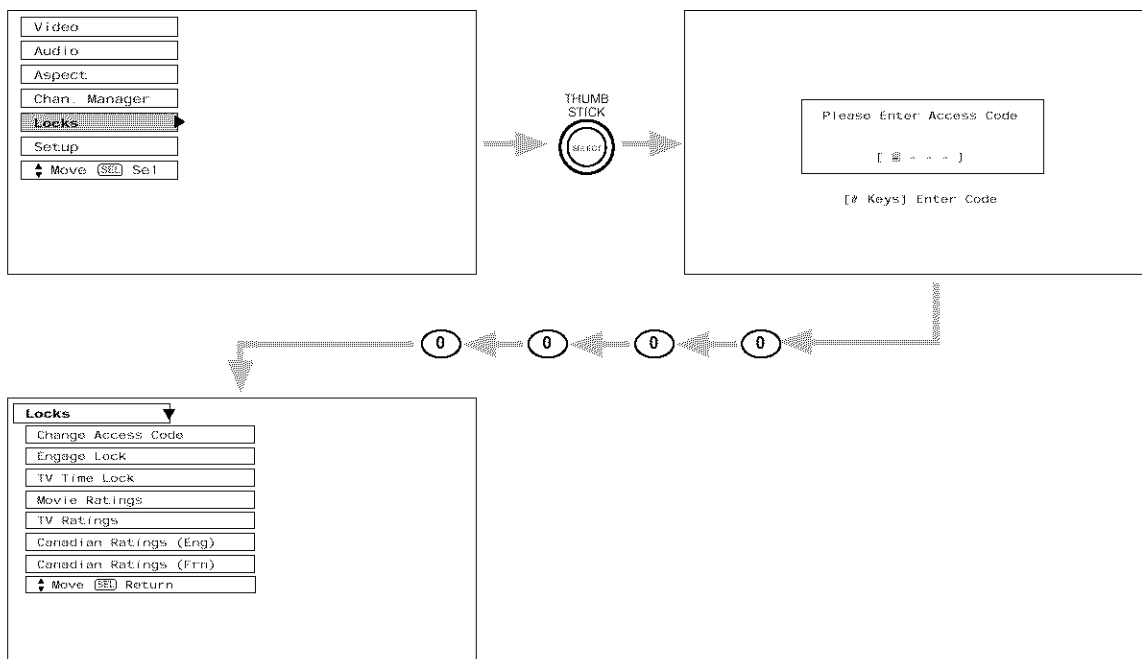 Video
Audio
Aspect
Chan. Manager
Locks
Setup
Move SEL Sel
THUMB
STICK
SELECT
Please Enter Access Code
[ - - - ]
[# Keys] Enter Code
0 0 0 0
Locks
Change Access Code
Engage Lock
TV Time Lock
Movie Ratings
TV Ratings
Canadian Ratings (Eng)
Canadian Ratings (Frn)
Move SEL Return